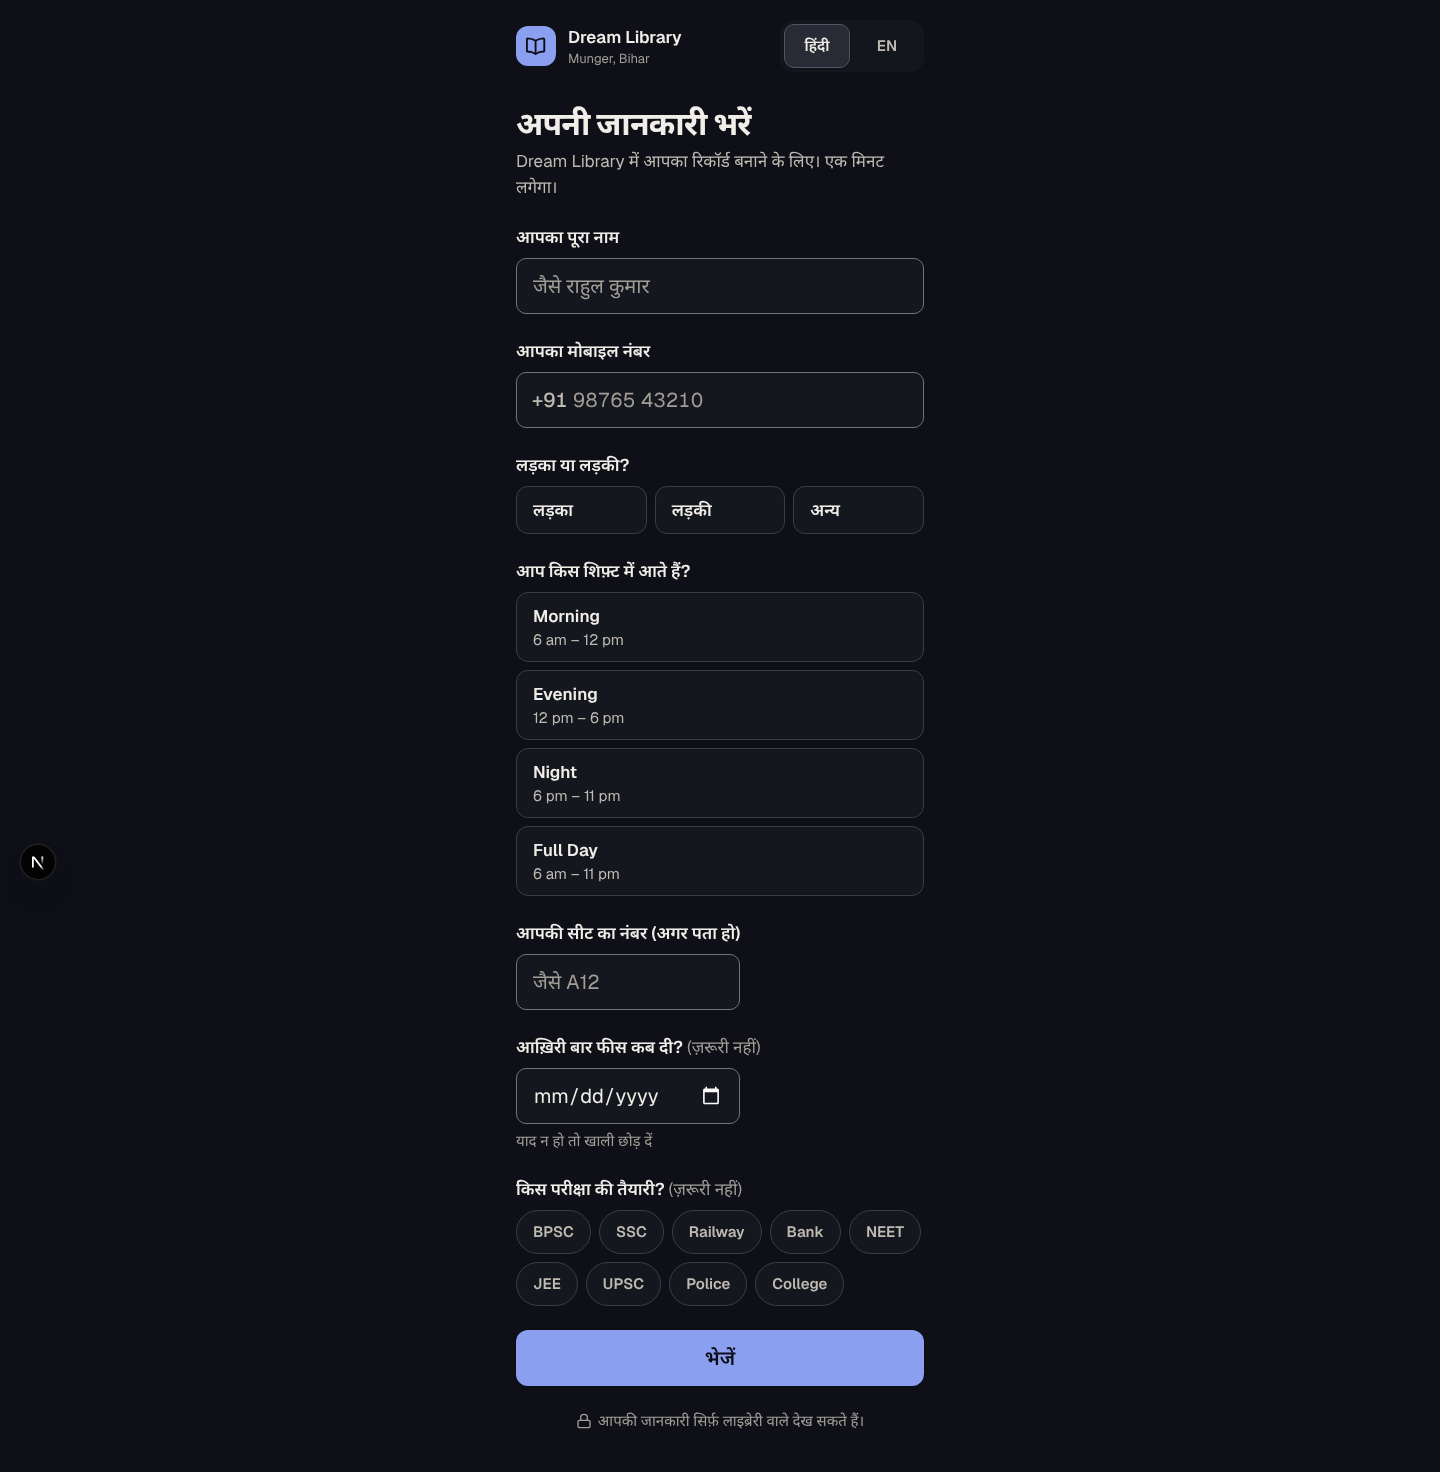 Dream Library
Munger, Bihar
हिंदी
EN
अपनी जानकारी भरें
Dream Library में आपका रिकॉर्ड बनाने के लिए। एक मिनट
लगेगा।
आपका पूरा नाम
जैसे राहुल कुमार
आपका मोबाइल नंबर
+91 98765 43210
लड़का या लड़की?
लड़का
लड़की
अन्य
आप किस शिफ़्ट में आते हैं?
Morning
6 am – 12 pm
Evening
12 pm – 6 pm
Night
6 pm – 11 pm
Full Day
6 am – 11 pm
आपकी सीट का नंबर (अगर पता हो)
जैसे A12
आख़िरी बार फीस कब दी? (ज़रूरी नहीं)
mm/dd/yyyy
याद न हो तो खाली छोड़ दें
किस परीक्षा की तैयारी? (ज़रूरी नहीं)
BPSC
SSC
Railway
Bank
NEET
JEE
UPSC
Police
College
भेजें
आपकी जानकारी सिर्फ़ लाइब्रेरी वाले देख सकते हैं।